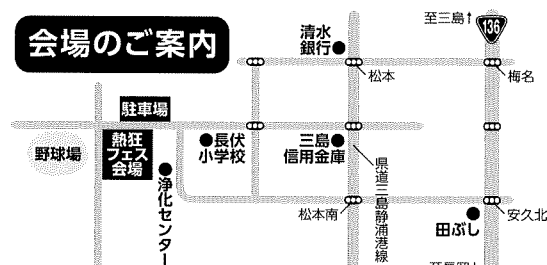 会場のご案内
至三島↑
136
清水
銀行
松本
梅名
駐車場
野球場
熱狂
フェス
会場
長伏
小学校
三島
信用金庫
浄化センター
県道三島静浦港線
松本南
田ぶし
安久北